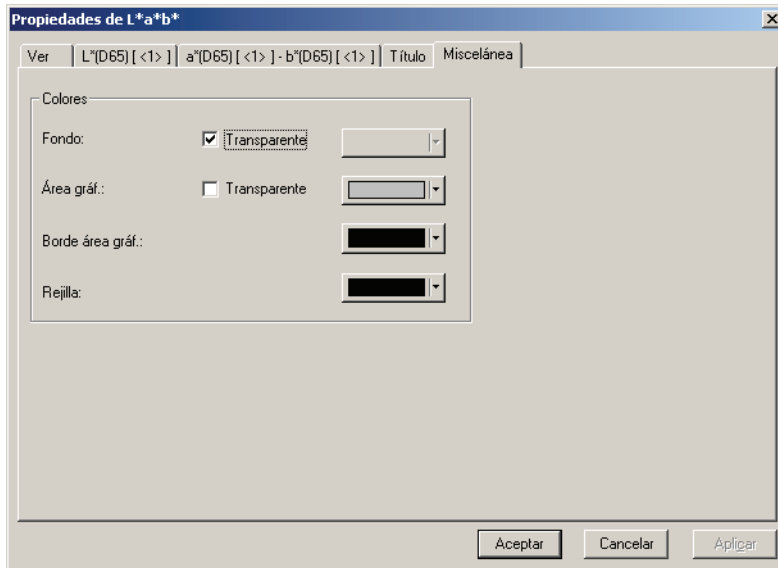 Propiedades de L*a*b*
Ver L*(D65) [ <1> ] a*(D65) [ <1> ] - b*(D65) [ <1> ] Título Miscelánea
Colores
Fondo: Transparente
Área gráf.: Transparente
Borde área gráf.:
Rejilla:
Aceptar Cancelar Aplicar